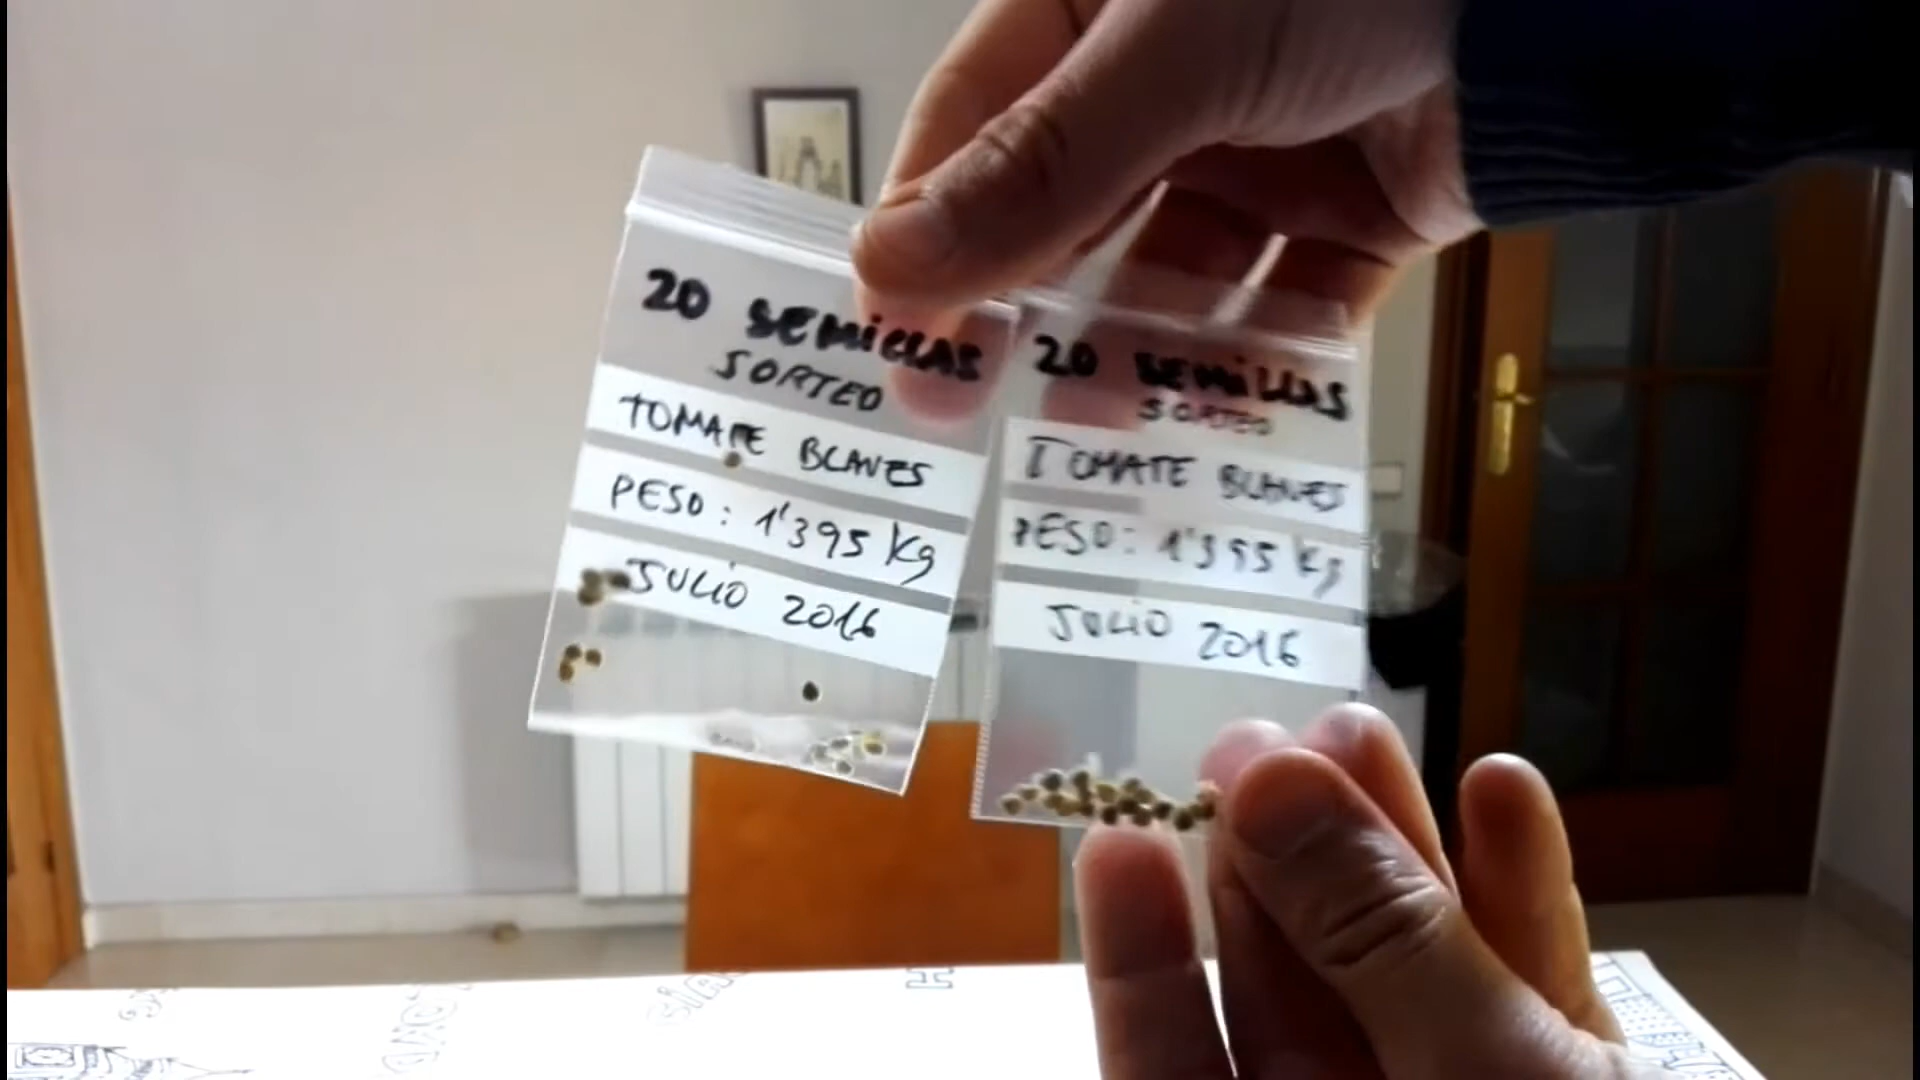 20 SEMILLAS
SORTEO
TOMATE BLANES
PESO: 1'395 Kg
JULIO 2016
20 SEMILLAS
SORTEO
TOMATE BLANES
PESO: 1'395 Kg
JULIO 2016